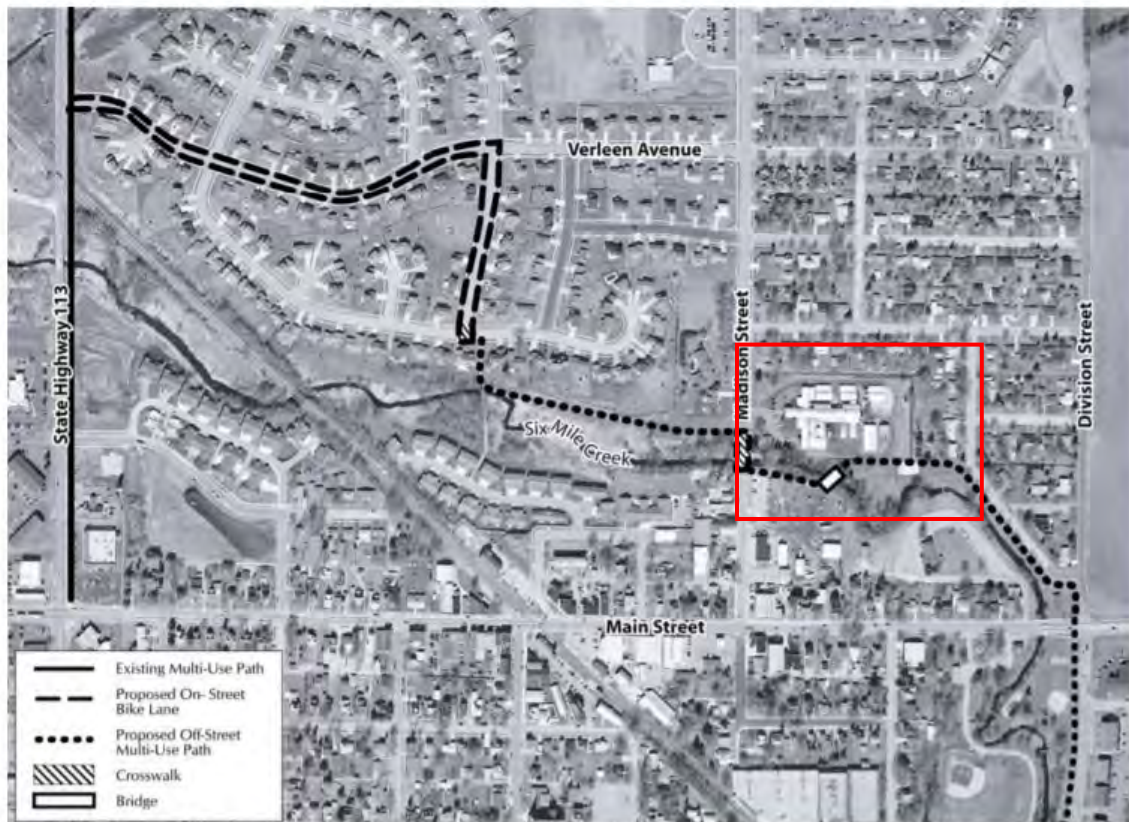 Verleen Avenue
State Highway 113
Madison Street
Division Street
Six Mile Creek
Main Street
Existing Multi-Use Path
Proposed On- Street
Bike Lane
Proposed Off-Street
Multi-Use Path
Crosswalk
Bridge